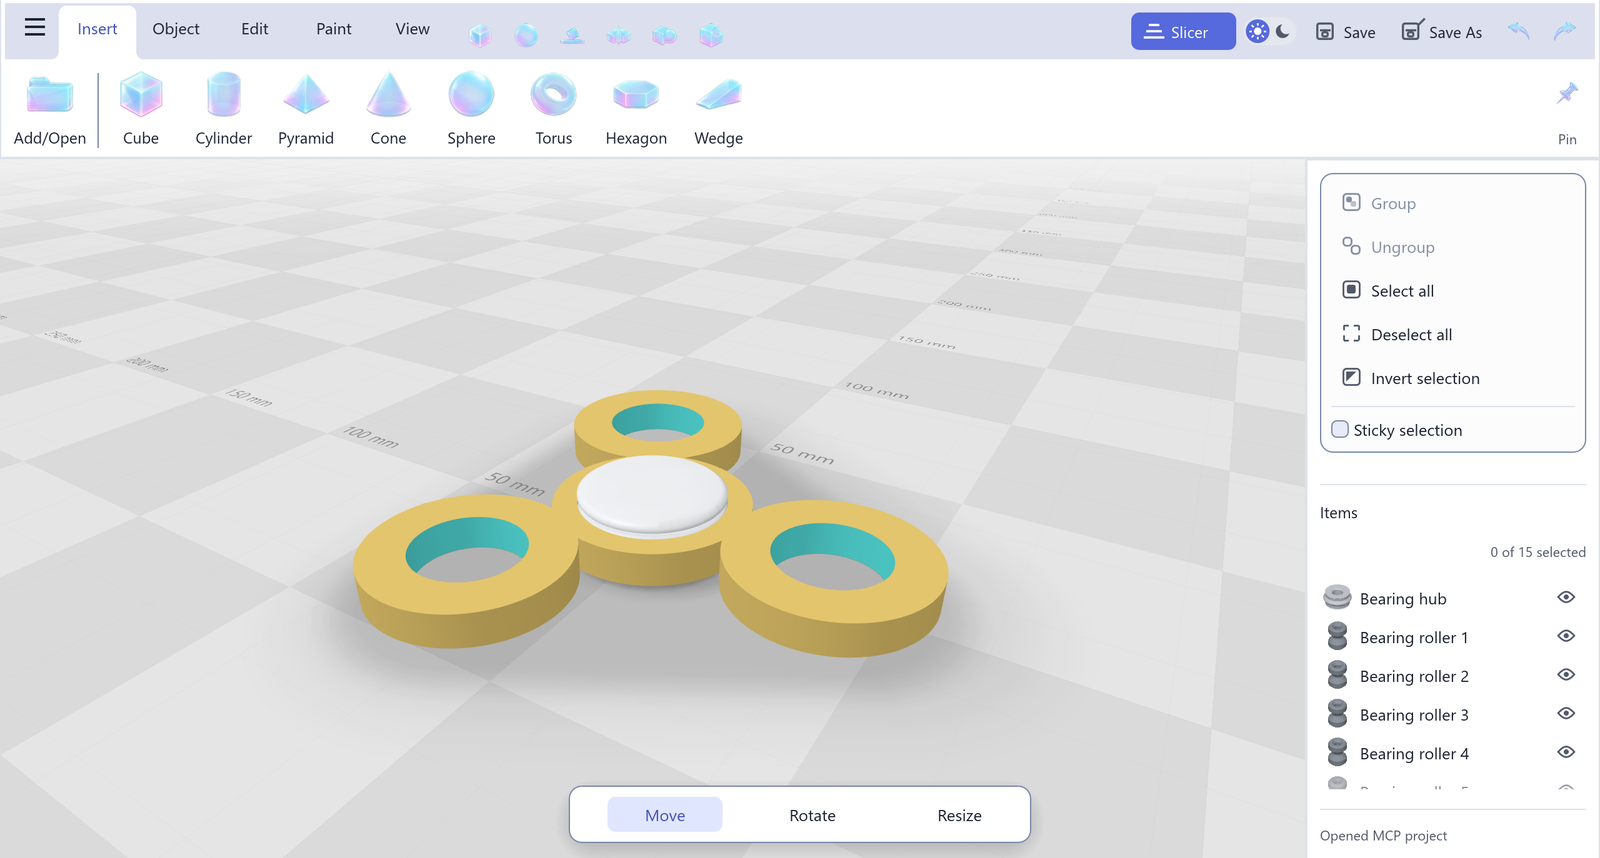 Insert
Object
Edit
Paint
View
Slicer
Save
Save As
Add/Open
Cube
Cylinder
Pyramid
Cone
Sphere
Torus
Hexagon
Wedge
Pin
200 mm
150 mm
100 mm
50 mm
200 mm
150 mm
100 mm
50 mm
Group
Ungroup
Select all
Deselect all
Invert selection
Sticky selection
Items
0 of 15 selected
Bearing hub
Bearing roller 1
Bearing roller 2
Bearing roller 3
Bearing roller 4
Move
Rotate
Resize
Opened MCP project